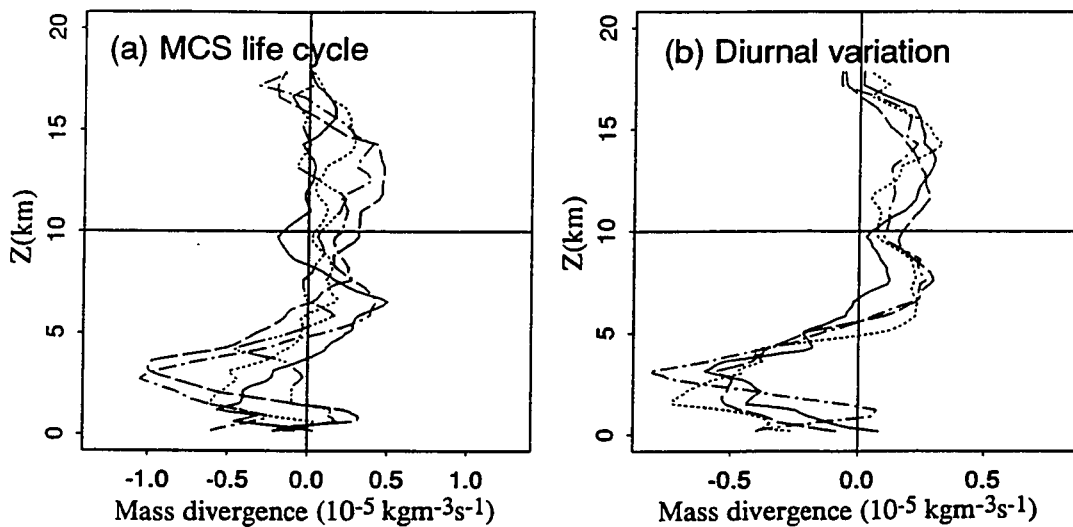 (a) MCS life cycle
Z(km)
20
15
10
5
0
-1.0 -0.5 0.0 0.5 1.0
Mass divergence (10-5 kgm-3s-1)
(b) Diurnal variation
Z(km)
20
15
10
5
0
-0.5 0.0 0.5
Mass divergence (10-5 kgm-3s-1)